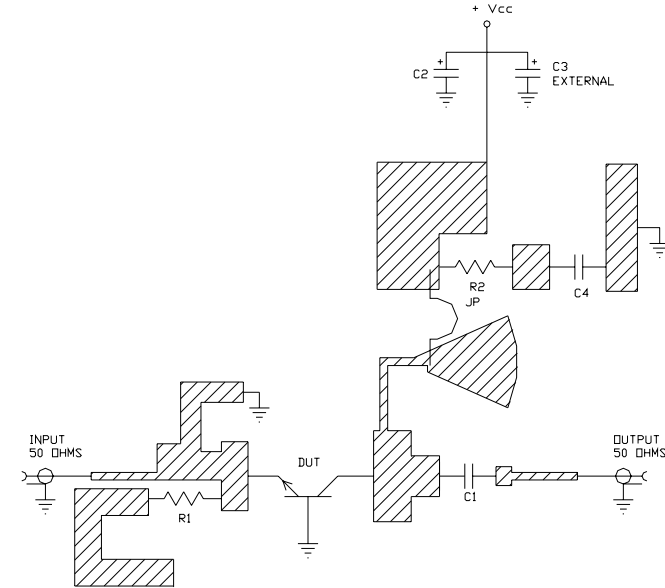 + Vcc
+
C2
+
C3
EXTERNAL
R2
JP
C4
INPUT
50 OHMS
DUT
OUTPUT
50 OHMS
R1
C1